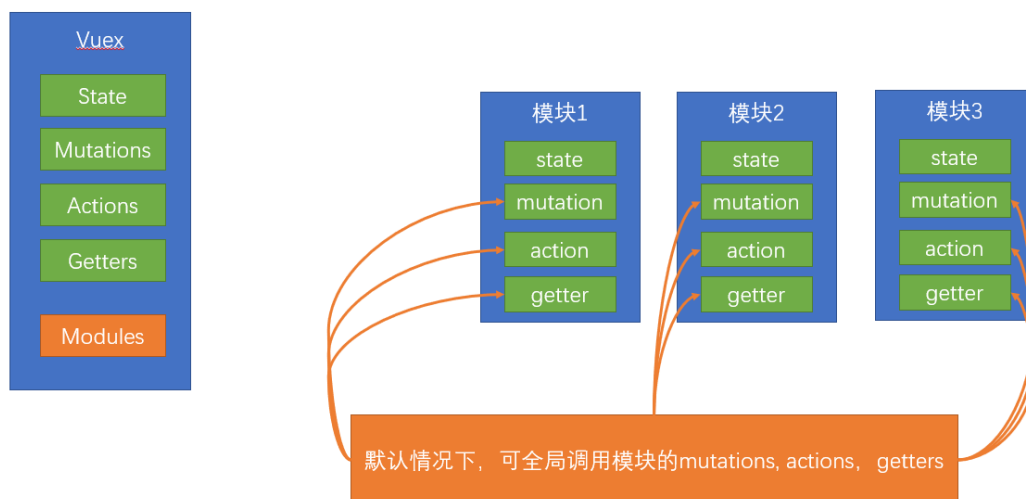 Vuex
State
Mutations
Actions
Getters
Modules
模块1
state
mutation
action
getter
模块2
state
mutation
action
getter
模块3
state
mutation
action
getter
默认情况下，可全局调用模块的mutations, actions，getters